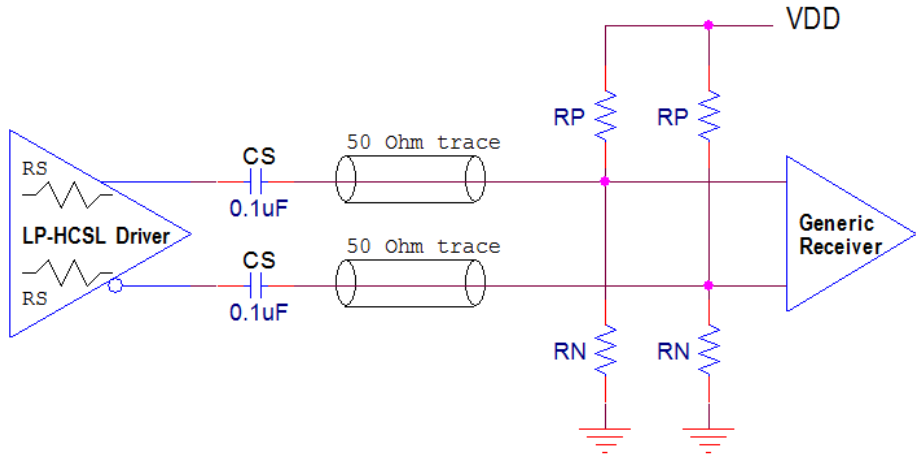 VDD
RP
RP
50 Ohm trace
CS
0.1uF
RS
LP-HCSL Driver
RS
Generic
Receiver
50 Ohm trace
CS
0.1uF
RN
RN